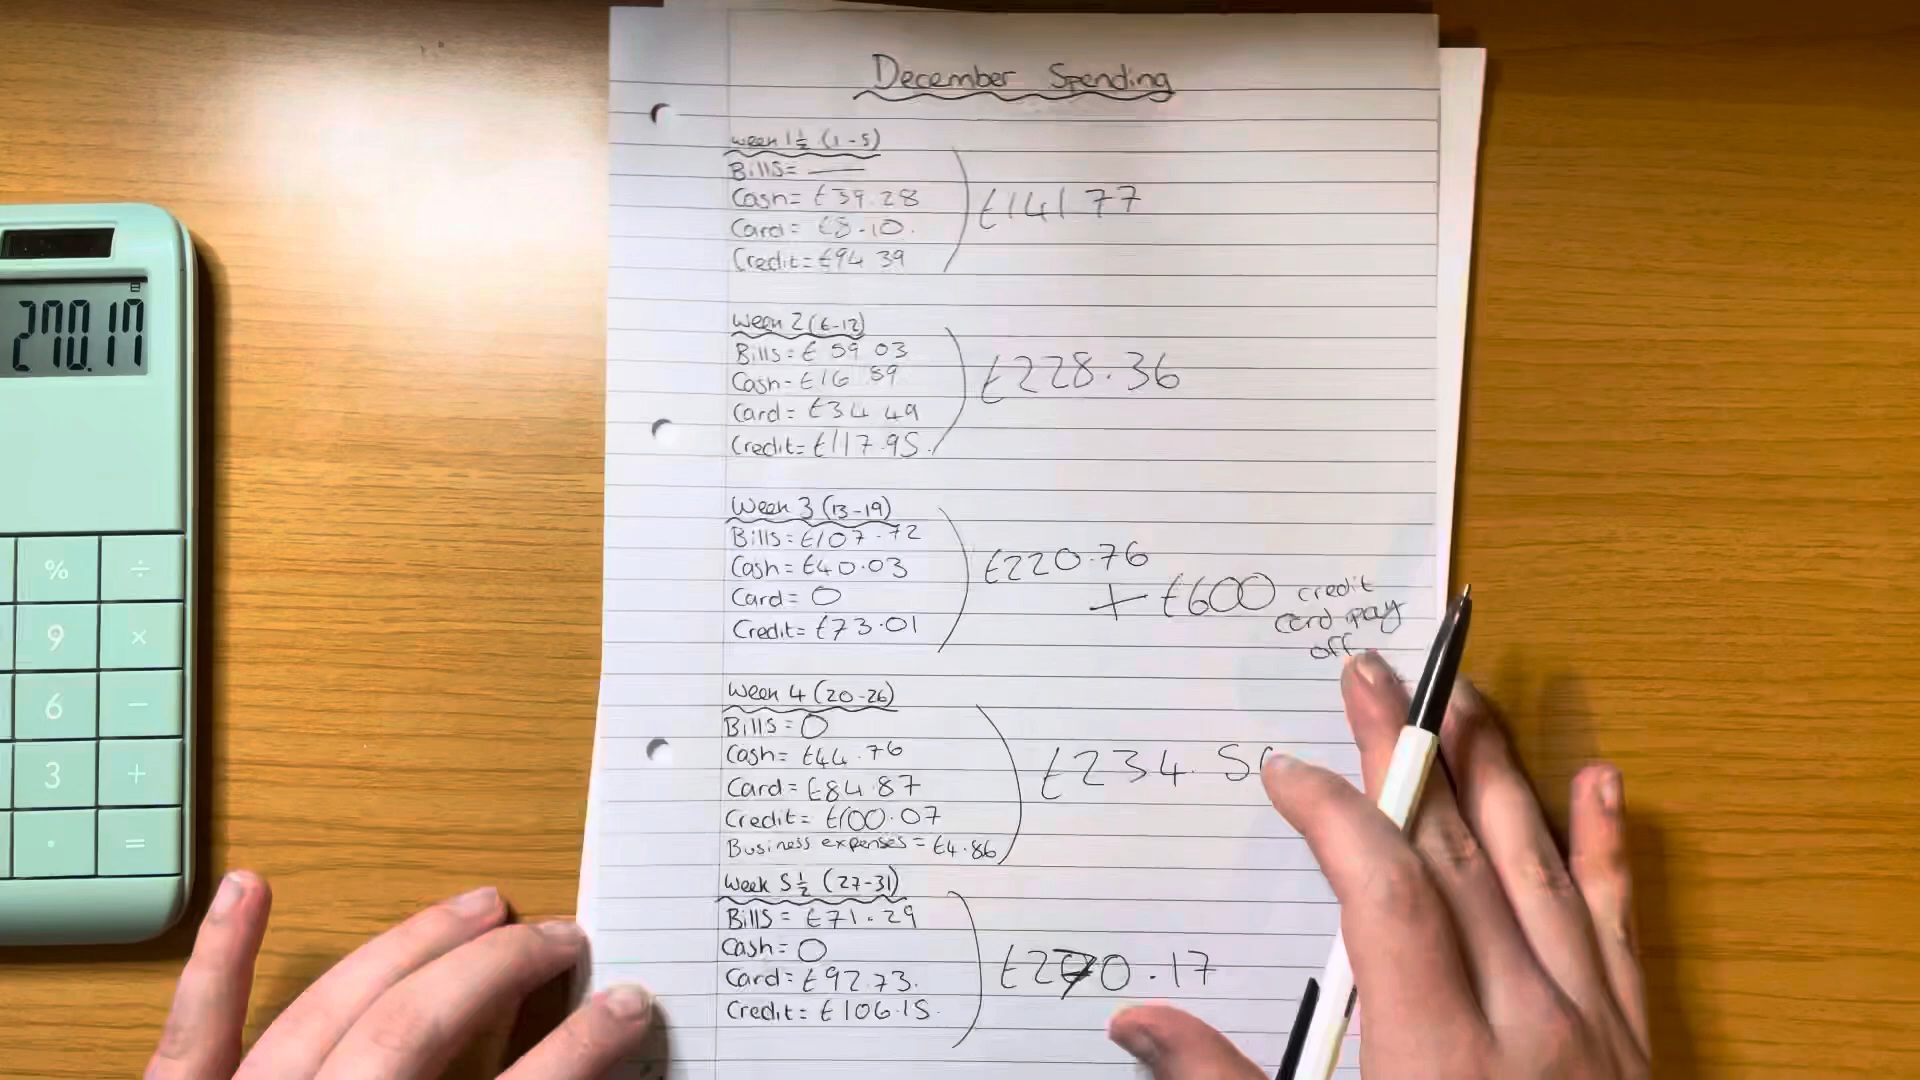 December Spending
Week 1½ (1-5)
Bills= —
Cash= £39.28
Card= £8.10.
Credit= £94.39
£141.77
Week 2 (6-12)
Bills= £59.03
Cash= £16.89
Card= £34.49
Credit= £117.95.
£228.36
Week 3 (13-19)
Bills= £107.72
Cash= £40.03
Card= 0
Credit= £73.01
£220.76
+ £600 credit
card pay
off
Week 4 (20-26)
Bills= 0
Cash= £44.76
Card= £84.87
Credit= £100.07
Business expenses= £4.86
£234.5
Week 5½ (27-31)
Bills= £71.29
Cash= 0
Card= £92.73.
Credit= £106.15.
£270.17
270.17
%
÷
9
×
6
−
3
+
.
=